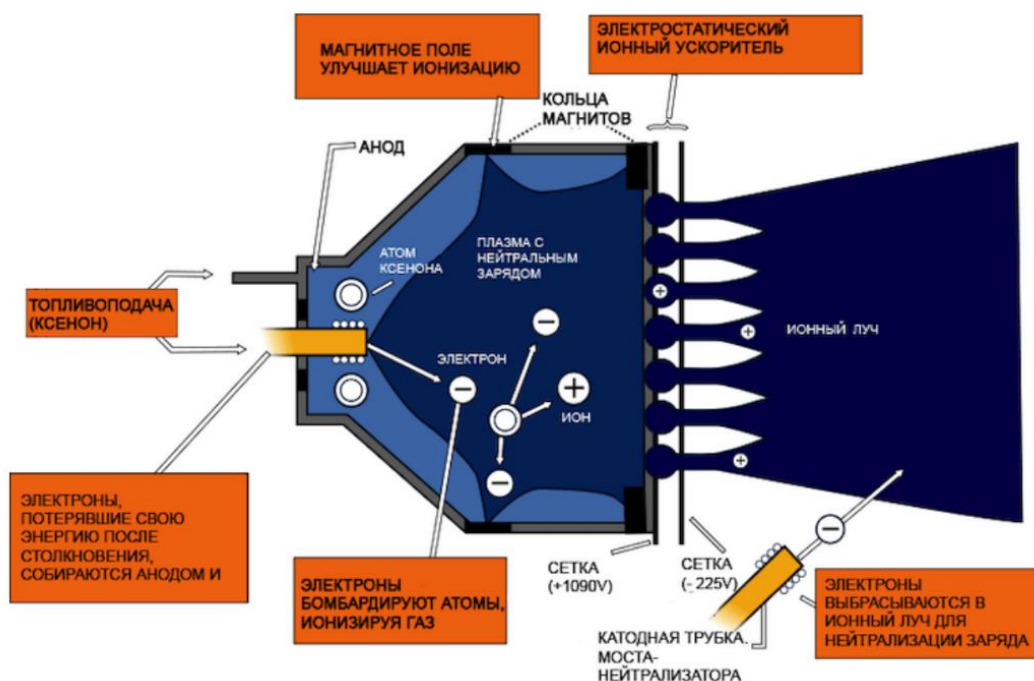 МАГНИТНОЕ ПОЛЕ
УЛУЧШАЕТ ИОНИЗАЦИЮ
ЭЛЕКТРОСТАТИЧЕСКИЙ
ИОННЫЙ УСКОРИТЕЛЬ
КОЛЬЦА
МАГНИТОВ
АНОД
АТОМ
КСЕНОНА
ПЛАЗМА С
НЕЙТРАЛЬНЫМ
ЗАРЯДОМ
ТОПЛИВОПОДАЧА
(КСЕНОН)
ЭЛЕКТРОН
ИОН
ИОННЫЙ ЛУЧ
ЭЛЕКТРОНЫ,
ПОТЕРЯВШИЕ СВОЮ
ЭНЕРГИЮ ПОСЛЕ
СТОЛКНОВЕНИЯ,
СОБИРАЮТСЯ АНОДОМ И
ЭЛЕКТРОНЫ
БОМБАРДИРУЮТ АТОМЫ,
ИОНИЗИРУЯ ГАЗ
СЕТКА
(+1090V)
СЕТКА
(- 225V)
КАТОДНАЯ ТРУБКА.
МОСТА-
НЕЙТРАЛИЗАТОРА
ЭЛЕКТРОНЫ
ВЫБРАСЫВАЮТСЯ В
ИОННЫЙ ЛУЧ ДЛЯ
НЕЙТРАЛИЗАЦИИ ЗАРЯДА